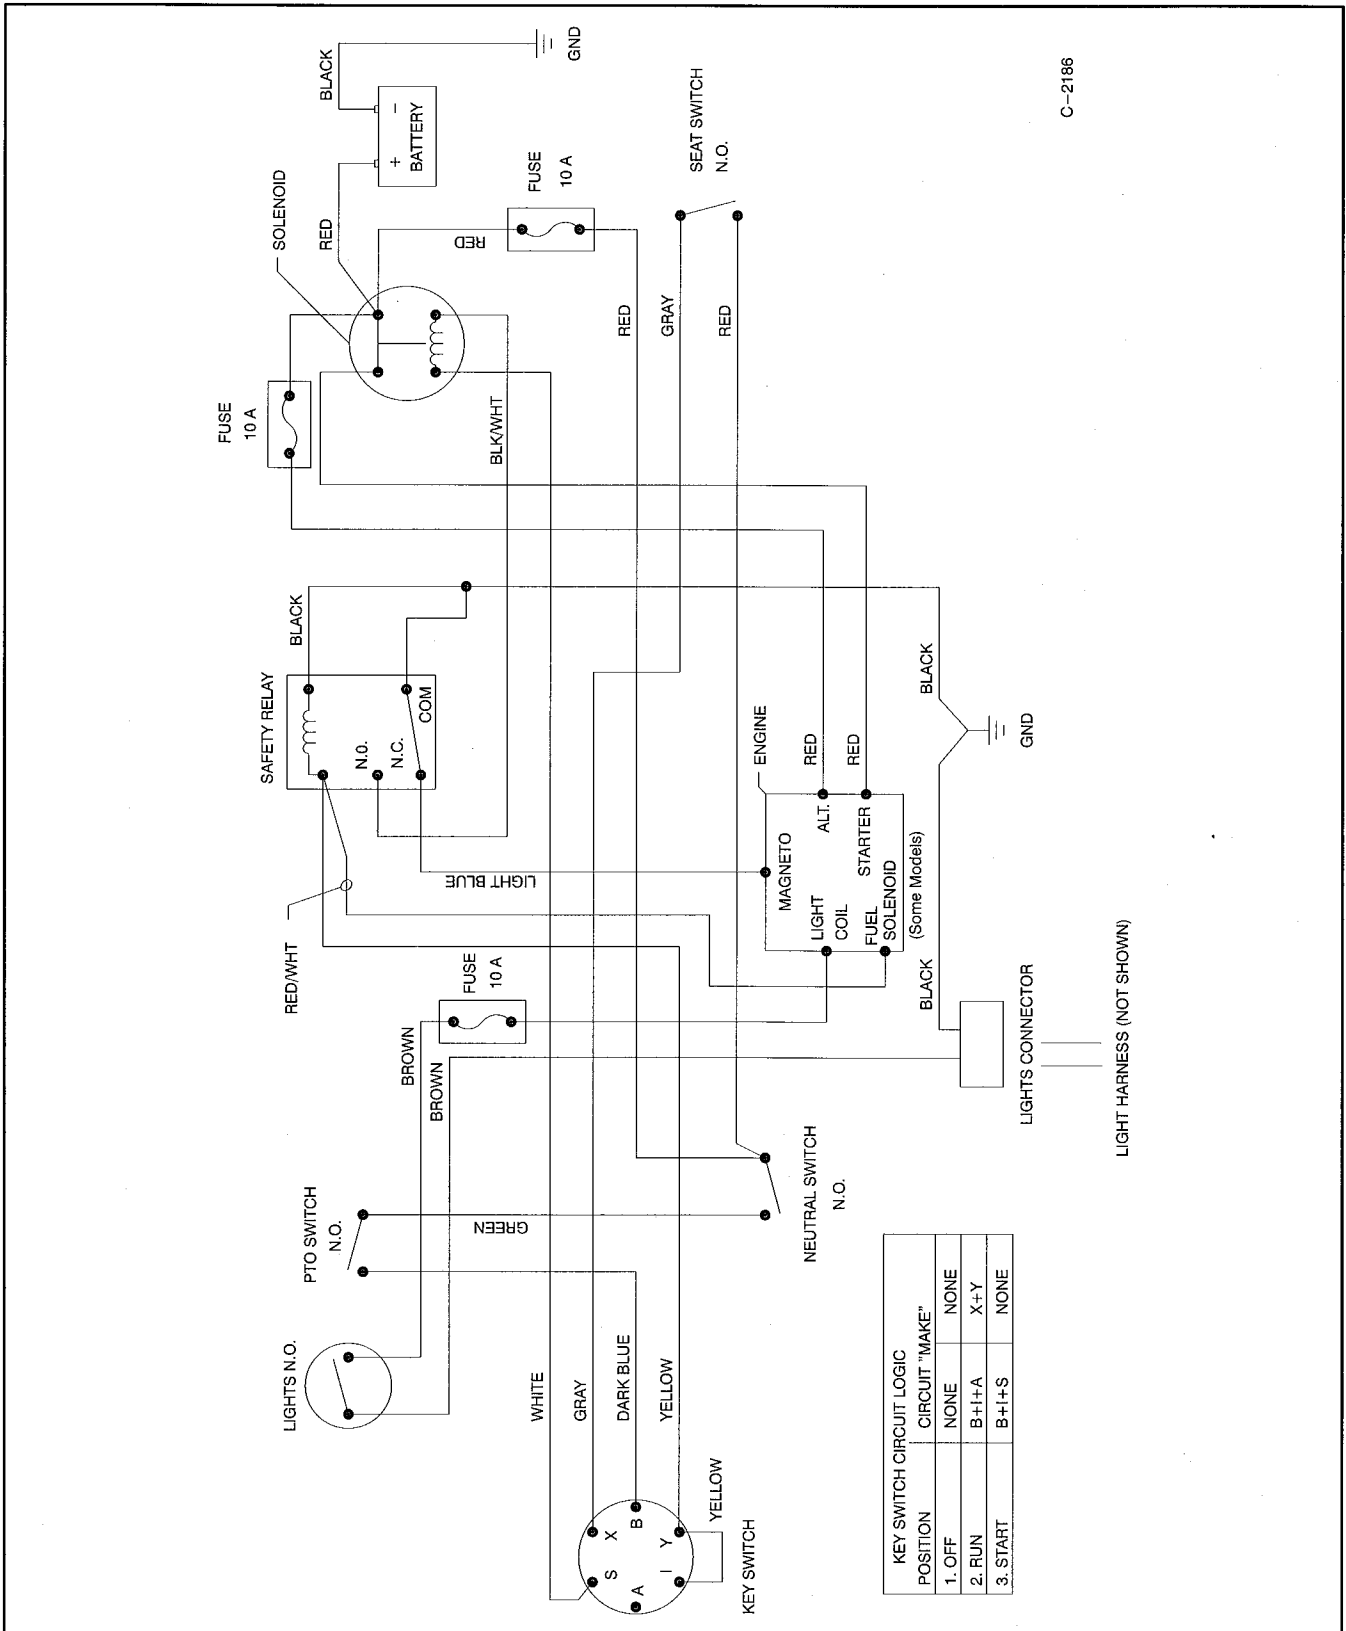 BLACK
GND
BATTERY
+
−
SOLENOID
RED
FUSE
10 A
RED
SEAT SWITCH
N.O.
C-2186
FUSE
10 A
BLK/WHT
RED
GRAY
RED
BLACK
SAFETY RELAY
N.0.
N.C.
COM
RED/WHT
LIGHT BLUE
ENGINE
MAGNETO
LIGHT
COIL
FUEL
SOLENOID
(Some Models)
ALT.
STARTER
RED
RED
BLACK
GND
BLACK
FUSE
10 A
BROWN
BROWN
LIGHTS CONNECTOR
LIGHT HARNESS (NOT SHOWN)
PTO SWITCH
N.O.
GREEN
NEUTRAL SWITCH
N.O.
LIGHTS N.O.
WHITE
GRAY
DARK BLUE
YELLOW
S
X
A
B
I
Y
YELLOW
KEY SWITCH
KEY SWITCH CIRCUIT LOGIC
POSITION CIRCUIT "MAKE"
1. OFF NONE NONE
2. RUN B+I+A X+Y
3. START B+I+S NONE